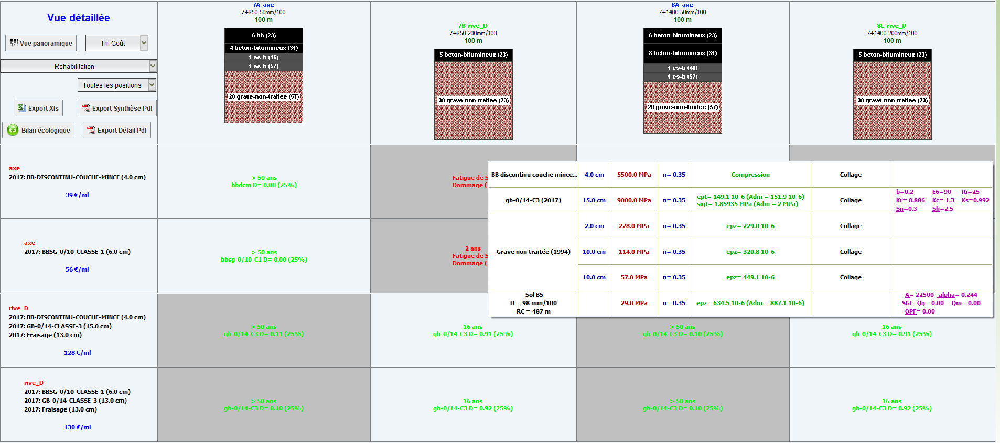 Vue détaillée
Vue panoramique
Tri: Coût
Rehabilitation
Toutes les positions
Export Xls
Export Synthèse Pdf
Bilan écologique
Export Détail Pdf
7A-axe
7+850 50mm/100
100 m
6 bb (23)
4 beton-bitumineux (31)
1 es-b (46)
1 es-b (57)
20 grave-non-traitee (57)
7B-rive_D
7+850 200mm/100
100 m
5 beton-bitumineux (23)
30 grave-non-traitee (23)
8A-axe
7+1400 50mm/100
100 m
6 beton-bitumineux (23)
8 beton-bitumineux (31)
1 es-b (46)
1 es-b (57)
20 grave-non-traitee (57)
8C-rive_D
7+1400 200mm/100
100 m
5 beton-bitumineux (23)
30 grave-non-traitee (23)
axe
2017: BB-DISCONTINU-COUCHE-MINCE (4.0 cm)
39 €/ml
> 50 ans
bbdcm D= 0.00 (25%)
Fatigue de S
Dommage (
axe
2017: BBSG-0/10-CLASSE-1 (6.0 cm)
56 €/ml
> 50 ans
bbsg-0/10-C1 D= 0.00 (25%)
2 ans
Fatigue de S
Dommage (
BB discontinu couche mince... 4.0 cm 5500.0 MPa n= 0.35 Compression Collage
gb-0/14-C3 (2017) 15.0 cm 9000.0 MPa n= 0.35
ept= 149.1 10-6 (Adm = 151.9 10-6)
sigt= 1.85935 MPa (Adm = 2 MPa)
Collage
b=0.2 E6=90 Ri=25
Kr= 0.886 Kc= 1.3 Ks=0.992
Sn=0.3 Sh=2.5
Grave non traitée (1994)
2.0 cm 228.0 MPa n= 0.35 epz= 229.0 10-6 Collage
10.0 cm 114.0 MPa n= 0.35 epz= 320.8 10-6 Collage
10.0 cm 57.0 MPa n= 0.35 epz= 449.1 10-6 Collage
Sol B5
D = 98 mm/100
RC = 487 m
29.0 MPa n= 0.35 epz= 634.5 10-6 (Adm = 887.1 10-6)
A= 22500 alpha= 0.244
SGt Qg= 0.00 Qm= 0.00
QPF= 0.00
rive_D
2017: BB-DISCONTINU-COUCHE-MINCE (4.0 cm)
2017: GB-0/14-CLASSE-3 (15.0 cm)
2017: Fraisage (13.0 cm)
128 €/ml
> 50 ans
gb-0/14-C3 D= 0.11 (25%)
16 ans
gb-0/14-C3 D= 0.91 (25%)
> 50 ans
gb-0/14-C3 D= 0.10 (25%)
16 ans
gb-0/14-C3 D= 0.91 (25%)
rive_D
2017: BBSG-0/10-CLASSE-1 (6.0 cm)
2017: GB-0/14-CLASSE-3 (13.0 cm)
2017: Fraisage (13.0 cm)
130 €/ml
> 50 ans
gb-0/14-C3 D= 0.10 (25%)
16 ans
gb-0/14-C3 D= 0.92 (25%)
> 50 ans
gb-0/14-C3 D= 0.10 (25%)
16 ans
gb-0/14-C3 D= 0.92 (25%)